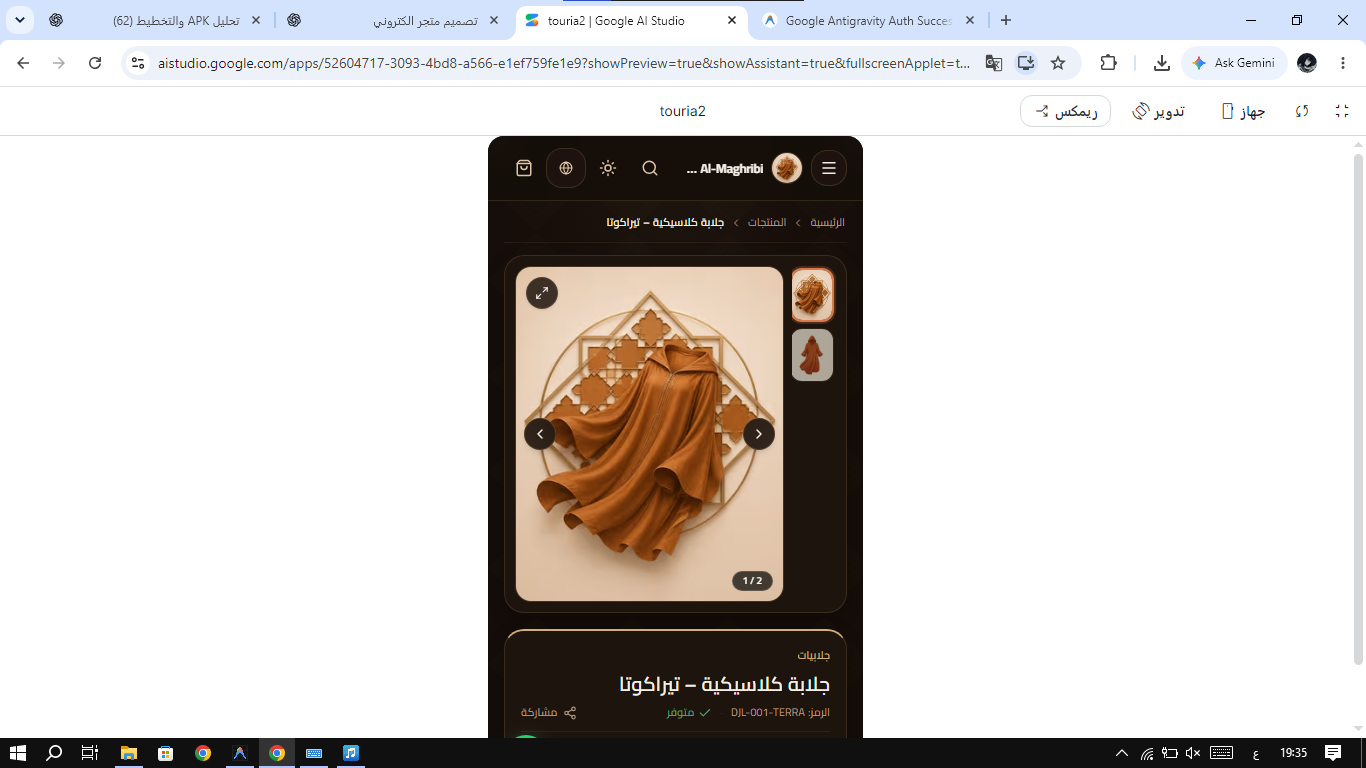 تحليل APK والتخطيط (62)
تصميم متجر الكتروني
touria2 | Google AI Studio
Google Antigravity Auth Succes
aistudio.google.com/apps/52604717-3093-4bd8-a566-e1ef759fe1e9?showPreview=true&showAssistant=true&fullscreenApplet=t...
Ask Gemini
touria2
ريمكس
تدوير
جهاز
Al-Maghribi ...
الرئيسية
المنتجات
جلابة كلاسيكية – تيراكوتا
1 / 2
جلابيات
جلابة كلاسيكية – تيراكوتا
الرمز: DJL-001-TERRA
متوفر
مشاركة
ع
19:35